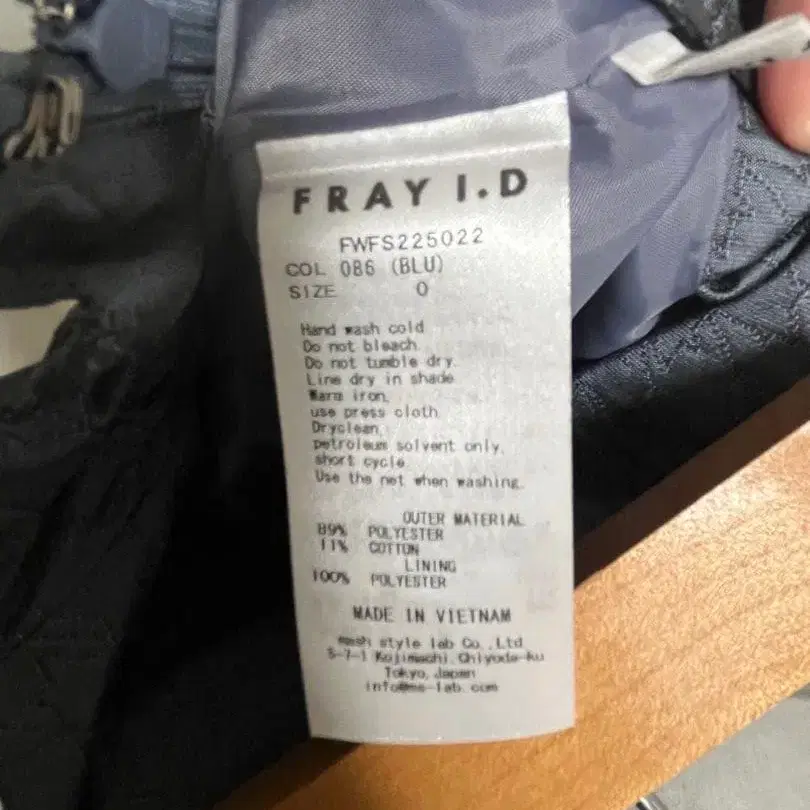 FRAY I.D
FWFS225022
COL 086 (BLU)
SIZE 0
Hand wash cold
Do not bleach.
Do not tumble dry.
Line dry in shade
Warm iron,
use press cloth
Dryclean,
petroleum solvent only,
short cycle
Use the net when washing.
OUTER MATERIAL
89% POLYESTER
11% COTTON
LINING
100% POLYESTER
MADE IN VIETNAM
mash style lab Co.,Ltd
5-7-1 Kojimachi,Chiyoda-ku
Tokyo,Japan
info@ms-lab.com